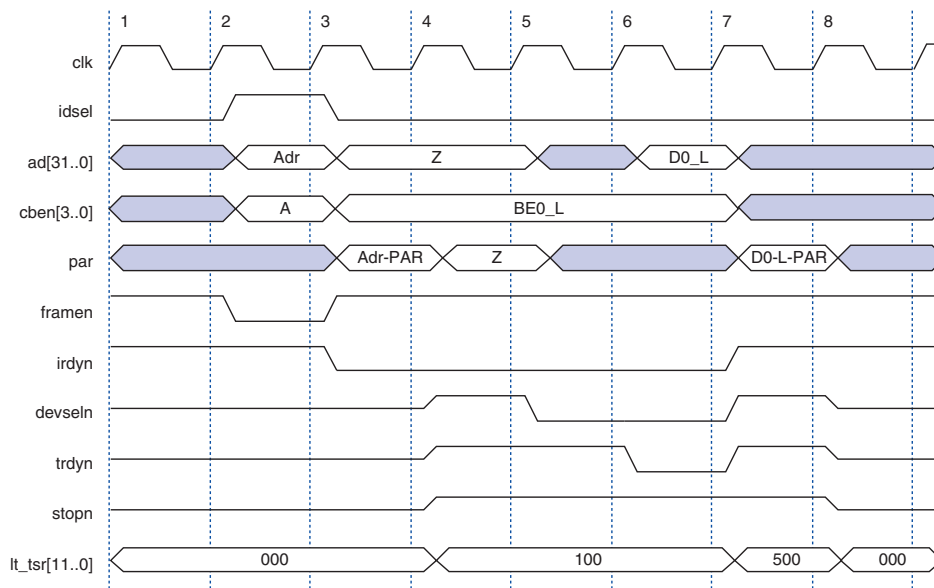 1 2 3 4 5 6 7 8
clk
idsel
ad[31..0] Adr Z D0_L
cben[3..0] A BE0_L
par Adr-PAR Z D0-L-PAR
framen
irdyn
devseln
trdyn
stopn
lt_tsr[11..0] 000 100 500 000